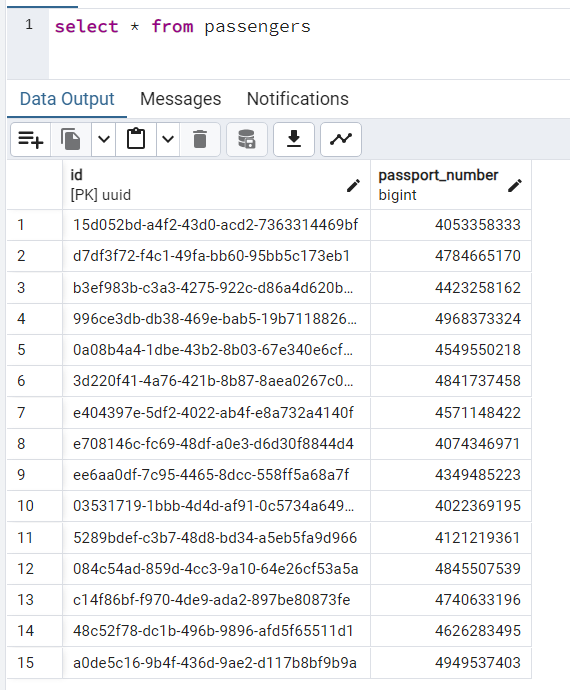 1 select * from passengers
Data Output Messages Notifications
id passport_number
[PK] uuid bigint
1 15d052bd-a4f2-43d0-acd2-7363314469bf 4053358333
2 d7df3f72-f4c1-49fa-bb60-95bb5c173eb1 4784665170
3 b3ef983b-c3a3-4275-922c-d86a4d620b… 4423258162
4 996ce3db-db38-469e-bab5-19b7118826… 4968373324
5 0a08b4a4-1dbe-43b2-8b03-67e340e6cf… 4549550218
6 3d220f41-4a76-421b-8b87-8aea0267c0… 4841737458
7 e404397e-5df2-4022-ab4f-e8a732a4140f 4571148422
8 e708146c-fc69-48df-a0e3-d6d30f8844d4 4074346971
9 ee6aa0df-7c95-4465-8dcc-558ff5a68a7f 4349485223
10 03531719-1bbb-4d4d-af91-0c5734a649… 4022369195
11 5289bdef-c3b7-48d8-bd34-a5eb5fa9d966 4121219361
12 084c54ad-859d-4cc3-9a10-64e26cf53a5a 4845507539
13 c14f86bf-f970-4de9-ada2-897be80873fe 4740633196
14 48c52f78-dc1b-496b-9896-afd5f65511d1 4626283495
15 a0de5c16-9b4f-436d-9ae2-d117b8bf9b9a 4949537403